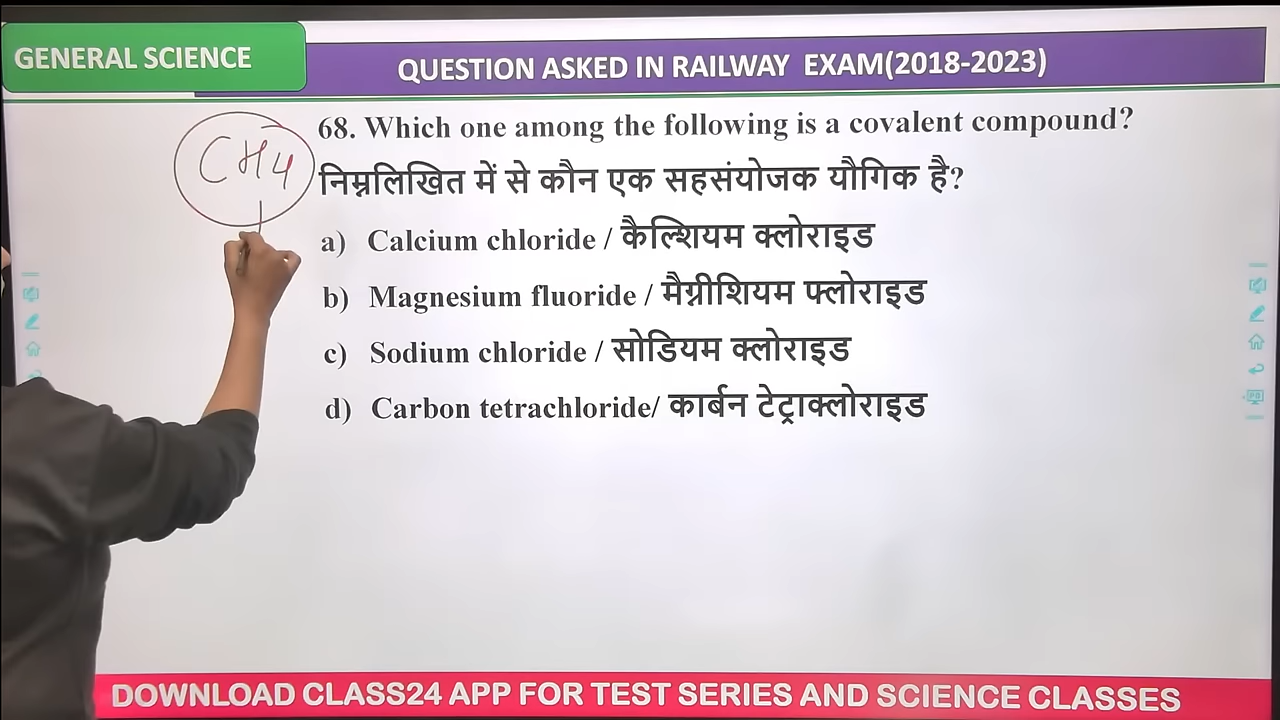 GENERAL SCIENCE
QUESTION ASKED IN RAILWAY EXAM(2018-2023)
CH4
68. Which one among the following is a covalent compound?
निम्नलिखित में से कौन एक सहसंयोजक यौगिक है?
a) Calcium chloride / कैल्शियम क्लोराइड
b) Magnesium fluoride / मैग्नीशियम फ्लोराइड
c) Sodium chloride / सोडियम क्लोराइड
d) Carbon tetrachloride/ कार्बन टेट्राक्लोराइड
DOWNLOAD CLASS24 APP FOR TEST SERIES AND SCIENCE CLASSES